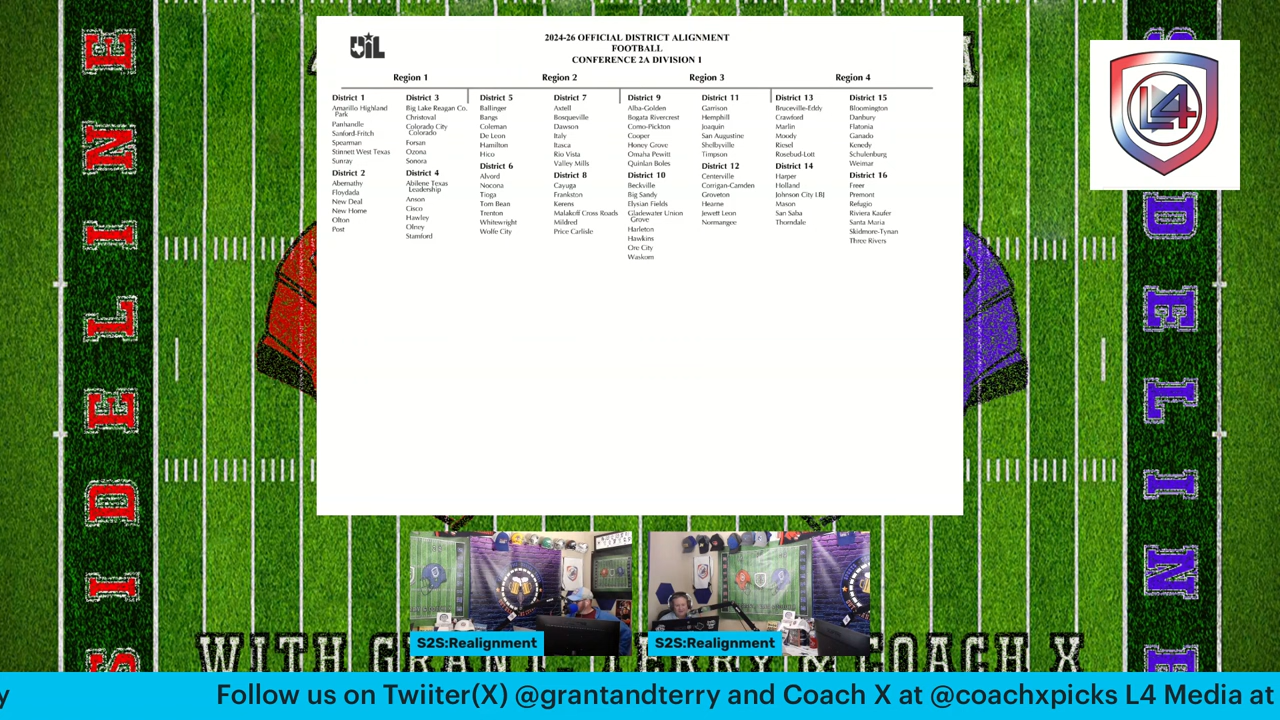 2024-26 OFFICIAL DISTRICT ALIGNMENT
FOOTBALL
CONFERENCE 2A DIVISION 1
UIL
Region 1
Region 2
Region 3
Region 4
District 1
Amarillo Highland
Park
Panhandle
Sanford-Fritch
Spearman
Stinnett West Texas
Sunray
District 2
Abernathy
Floydada
New Deal
New Home
Olton
Post
District 3
Big Lake Reagan Co.
Christoval
Colorado City
Colorado
Forsan
Ozona
Sonora
District 4
Abilene Texas
Leadership
Anson
Cisco
Hawley
Olney
Stamford
District 5
Ballinger
Bangs
Coleman
De Leon
Hamilton
Hico
District 6
Alvord
Nocona
Tioga
Tom Bean
Trenton
Whitewright
Wolfe City
District 7
Axtell
Bosqueville
Dawson
Italy
Itasca
Rio Vista
Valley Mills
District 8
Cayuga
Frankston
Kerens
Malakoff Cross Roads
Mildred
Price Carlisle
District 9
Alba-Golden
Bogata Rivercrest
Como-Pickton
Cooper
Honey Grove
Omaha Pewitt
Quinlan Boles
District 10
Beckville
Big Sandy
Elysian Fields
Gladewater Union
Grove
Harleton
Hawkins
Ore City
Waskom
District 11
Garrison
Hemphill
Joaquin
San Augustine
Shelbyville
Timpson
District 12
Centerville
Corrigan-Camden
Groveton
Hearne
Jewett Leon
Normangee
District 13
Bruceville-Eddy
Crawford
Marlin
Moody
Riesel
Rosebud-Lott
District 14
Harper
Holland
Johnson City LBJ
Mason
San Saba
Thorndale
District 15
Bloomington
Danbury
Flatonia
Ganado
Kenedy
Schulenburg
Weimar
District 16
Freer
Premont
Refugio
Riviera Kaufer
Santa Maria
Skidmore-Tynan
Three Rivers
L4
SIDELINE
SIDELINE
S2S:Realignment
S2S:Realignment
WITH GRANT, TERRY & COACH X
y Follow us on Twiiter(X) @grantandterry and Coach X at @coachxpicks L4 Media at